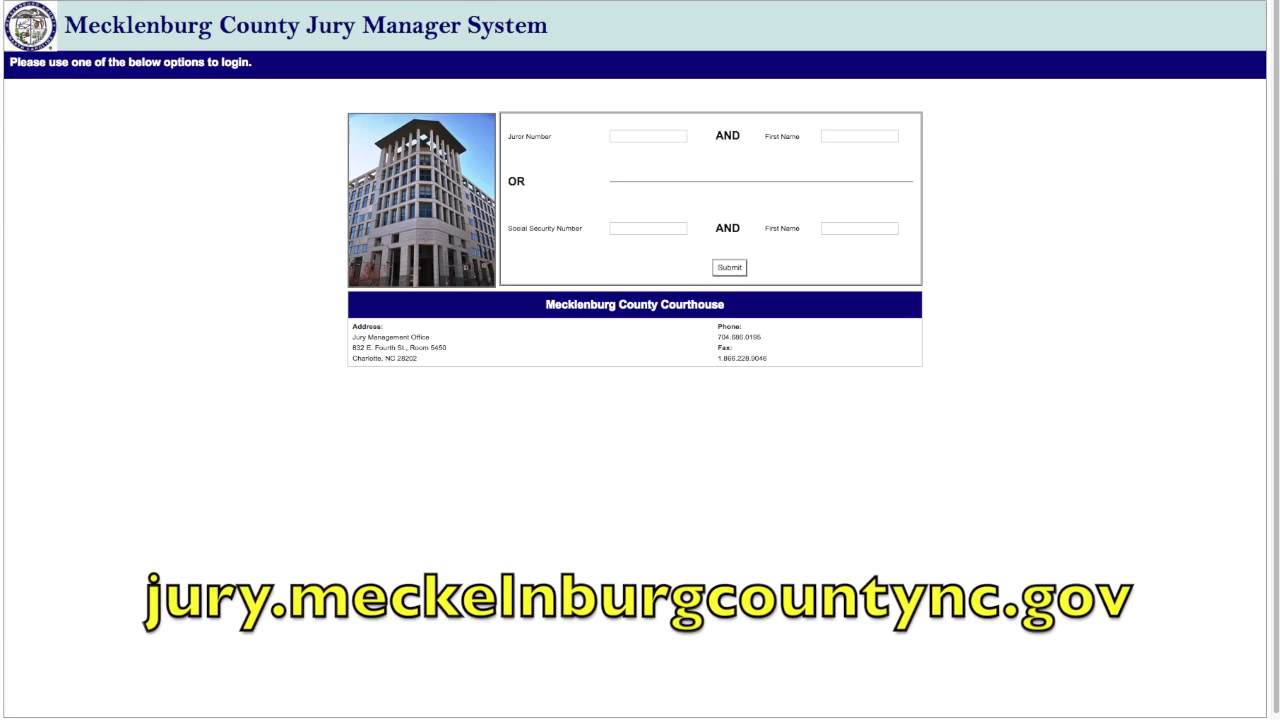 Mecklenburg County Jury Manager System
Please use one of the below options to login.
Juror Number AND First Name
OR
Social Security Number AND First Name
Submit
Mecklenburg County Courthouse
Address:
Jury Management Office
832 E. Fourth St., Room 5450
Charlotte, NC 28202
Phone:
704.686.0195
Fax:
1.866.228.9046
jury.meckelnburgcountync.gov